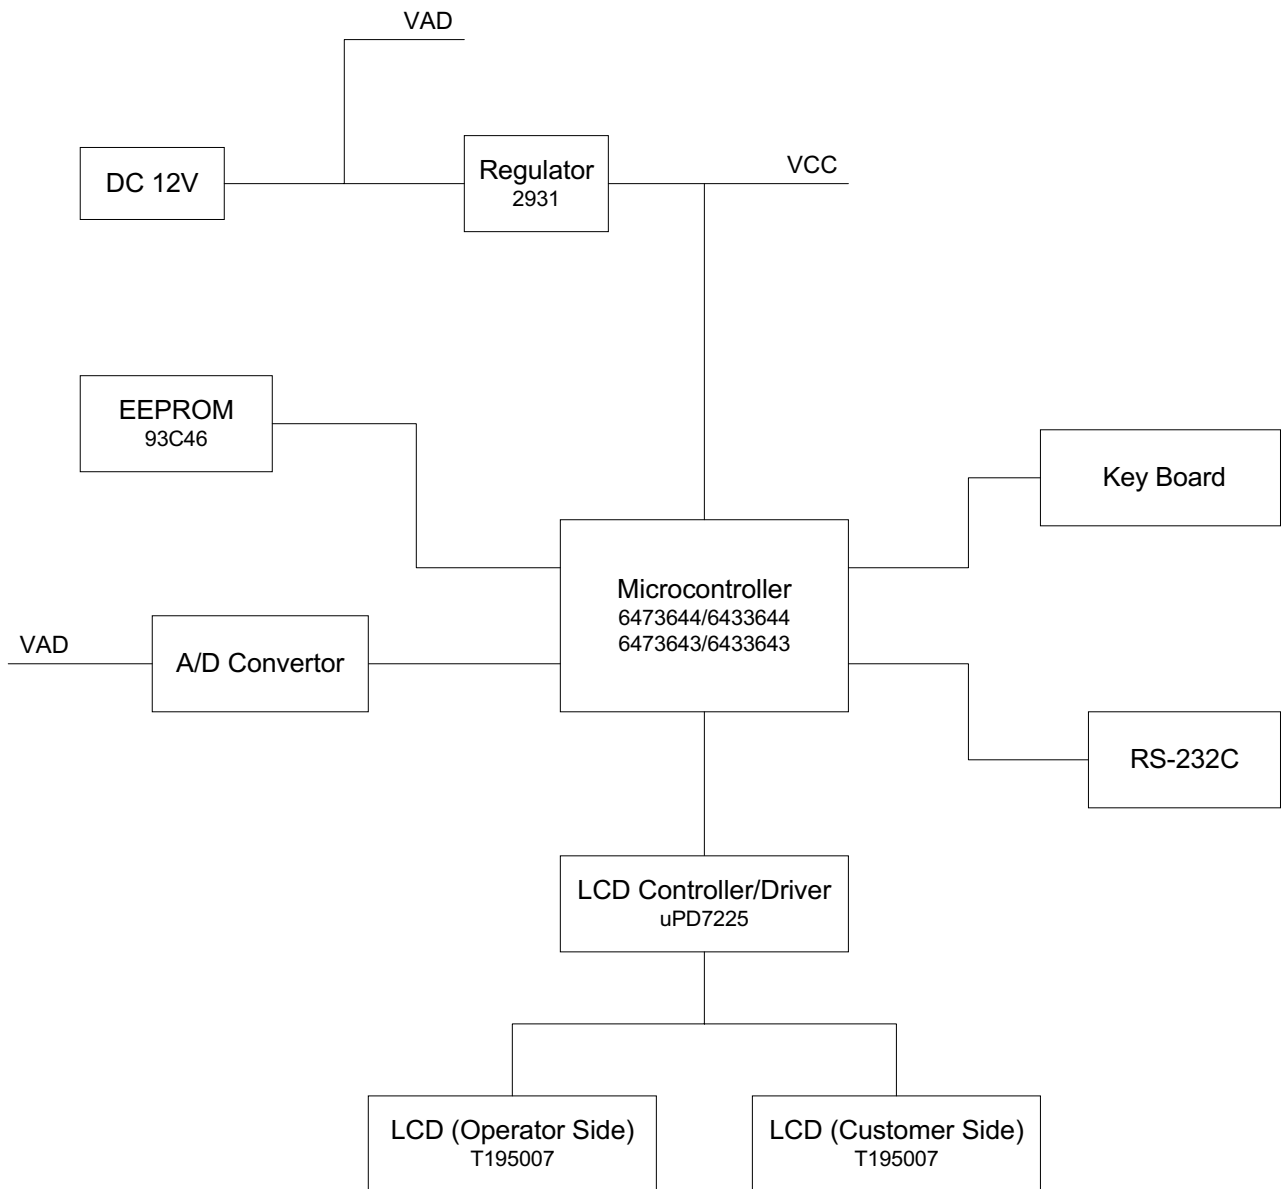 VAD
DC 12V
Regulator
2931
VCC
EEPROM
93C46
Key Board
Microcontroller
6473644/6433644
6473643/6433643
VAD
A/D Convertor
RS-232C
LCD Controller/Driver
uPD7225
LCD (Operator Side)
T195007
LCD (Customer Side)
T195007